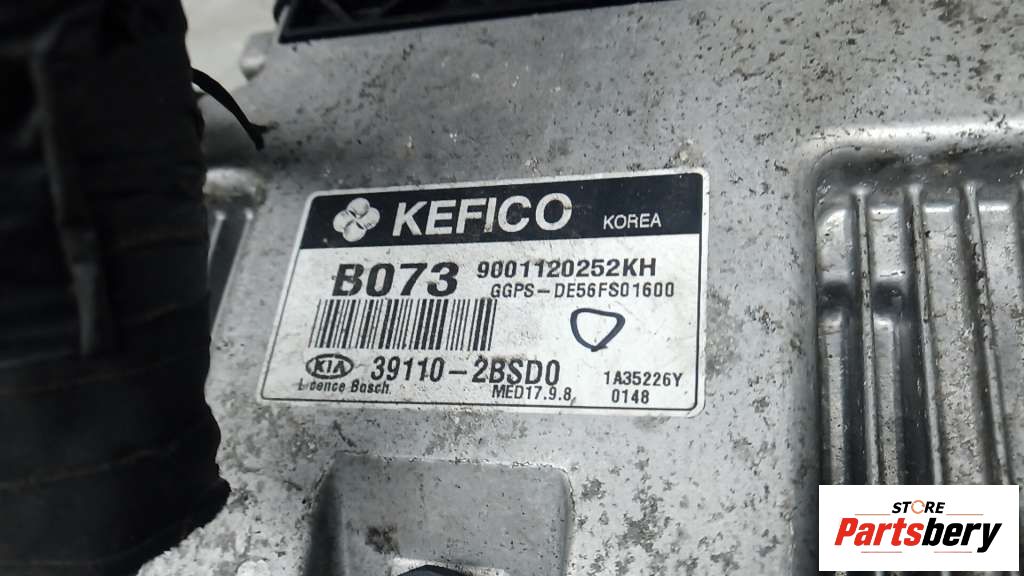 KEFICO KOREA
B073 9001120252KH
GGPS-DE56FS01600
KIA 39110-2BSD0 1A35226Y
Licence Bosch. MED17.9.8 0148
STORE
Partsbery